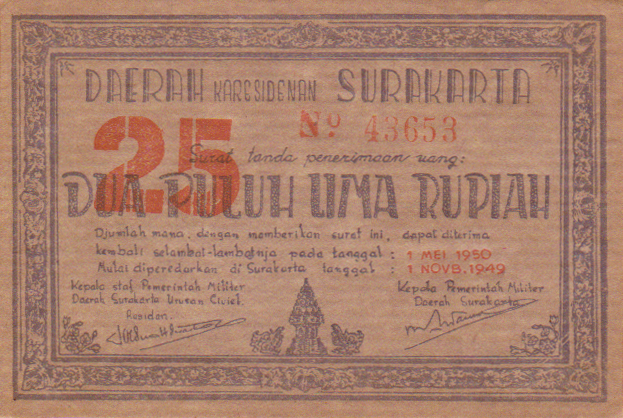 DAERAH KARESIDENAN SURAKARTA
25
No 43653
Surat tanda penerimaan uang:
DUA PULUH LIMA RUPIAH
Djumlah mana, dengan memberikan surat ini, dapat diterima
kembali selambat-lambatnja pada tanggal : 1 MEI 1950
Mulai diperedarkan di Surakarta tanggal : 1 NOVB. 1949
Kepala staf Pemerintah Militer
Daerah Surakarta Urusan Civiel.
Residen.
Kepala Pemerintah Militer
Daerah Surakarta